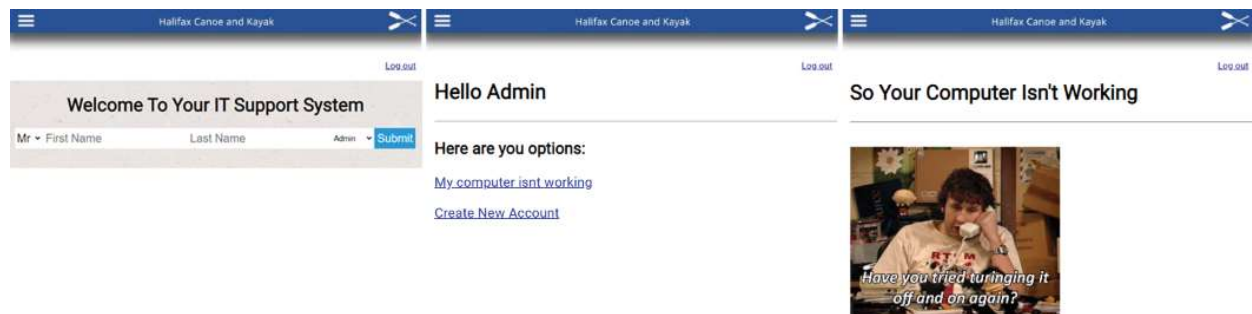 Halifax Canoe and Kayak
Log out
Welcome To Your IT Support System
Mr First Name Last Name Admin Submit
Halifax Canoe and Kayak
Log out
Hello Admin
Here are you options:
My computer isnt working
Create New Account
Halifax Canoe and Kayak
Log out
So Your Computer Isn't Working
RTFM
Have you tried turinging it
off and on again?